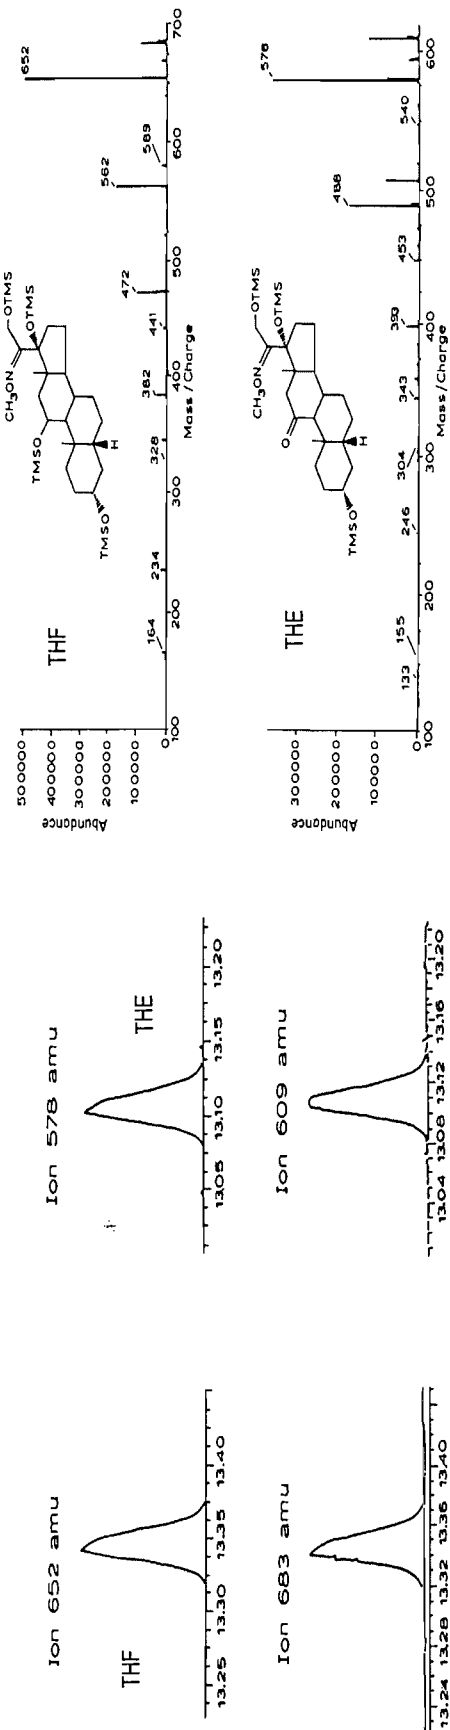 THF
Abundance
500000
400000
300000
200000
100000
0
100 200 300 400 500 600 700
Mass/Charge
164 234 328 382 441 472 562 589 652
TMSO
TMSO
H
CH₃ON
OTMS
OTMS
THE
Abundance
300000
200000
100000
0
100 200 300 400 500 600
Mass/Charge
133 155 246 304 343 393 453 488 540 578
TMSO
O
H
CH₃ON
OTMS
OTMS
Ion 578 amu
THE
13.05 13.10 13.15 13.20
Ion 609 amu
13.04 13.08 13.12 13.16 13.20
Ion 652 amu
THF
13.25 13.30 13.35 13.40
Ion 683 amu
13.24 13.28 13.32 13.36 13.40